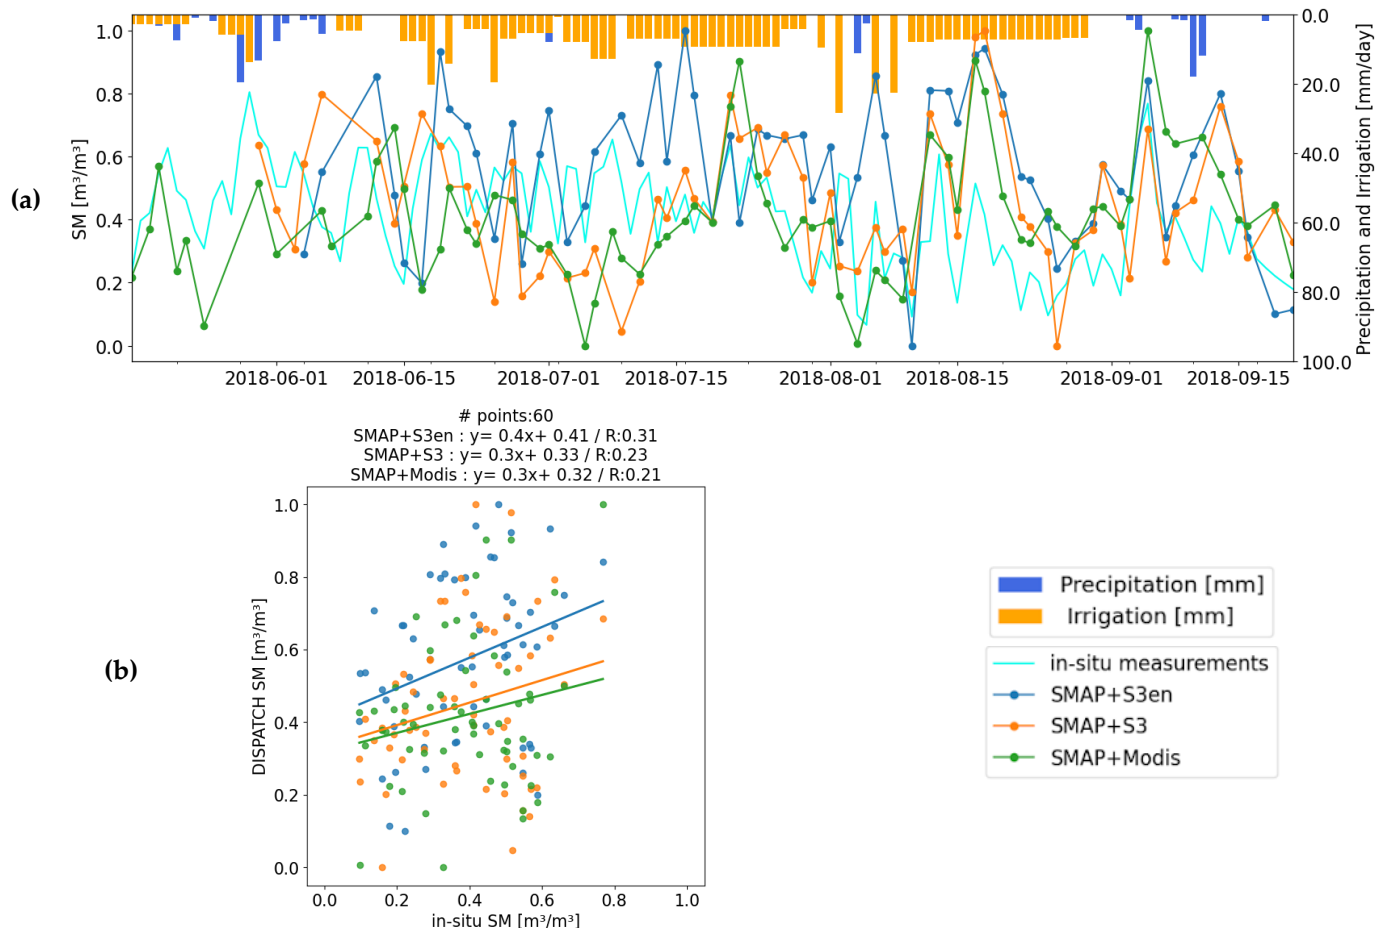 (a)
SM [m³/m³]
1.0
0.8
0.6
0.4
0.2
0.0
0.0
20.0
40.0
60.0
80.0
100.0
Precipitation and Irrigation [mm/day]
2018-06-01
2018-06-15
2018-07-01
2018-07-15
2018-08-01
2018-08-15
2018-09-01
2018-09-15
# points:60
SMAP+S3en : y= 0.4x+ 0.41 / R:0.31
SMAP+S3 : y= 0.3x+ 0.33 / R:0.23
SMAP+Modis : y= 0.3x+ 0.32 / R:0.21
(b)
DISPATCH SM [m³/m³]
1.0
0.8
0.6
0.4
0.2
0.0
0.0
0.2
0.4
0.6
0.8
1.0
in-situ SM [m³/m³]
Precipitation [mm]
Irrigation [mm]
in-situ measurements
SMAP+S3en
SMAP+S3
SMAP+Modis